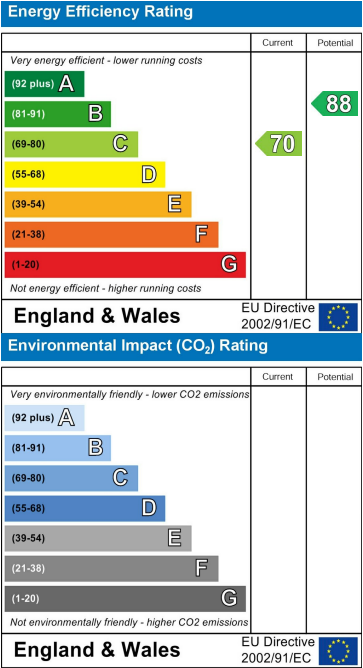 Energy Efficiency Rating
Current Potential
Very energy efficient - lower running costs
(92 plus) A
(81-91) B
88
(69-80) C
70
(55-68) D
(39-54) E
(21-38) F
(1-20) G
Not energy efficient - higher running costs
England & Wales
EU Directive
2002/91/EC
Environmental Impact (CO₂) Rating
Current Potential
Very environmentally friendly - lower CO2 emissions
(92 plus) A
(81-91) B
(69-80) C
(55-68) D
(39-54) E
(21-38) F
(1-20) G
Not environmentally friendly - higher CO2 emissions
England & Wales
EU Directive
2002/91/EC